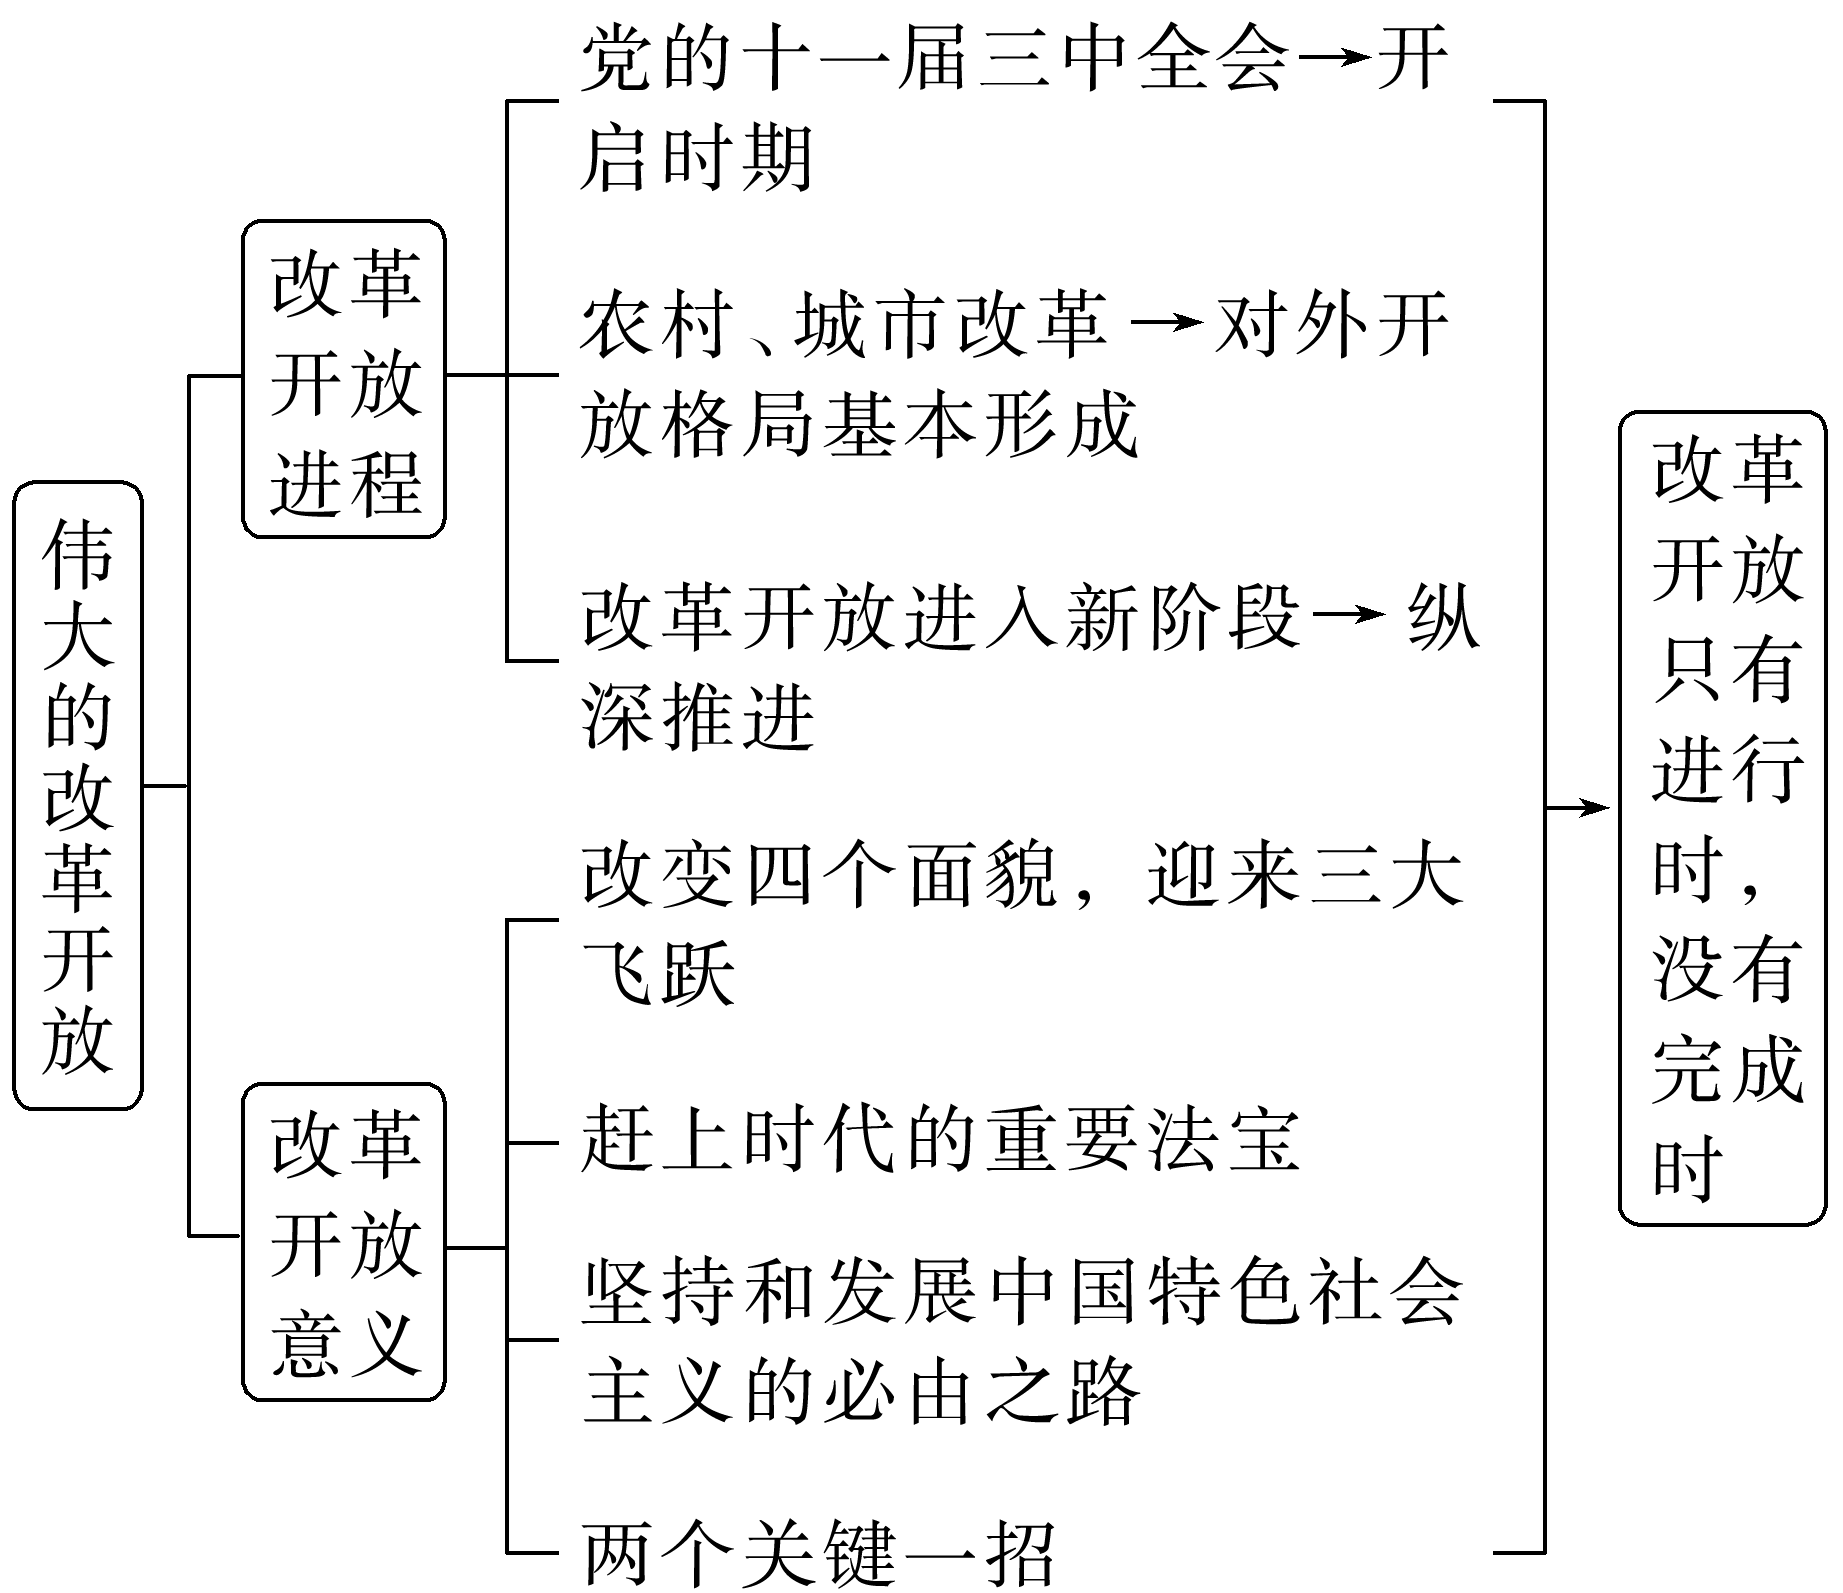 伟大的改革开放
改革
开放
进程
党的十一届三中全会→开
启时期
农村、城市改革→对外开
放格局基本形成
改革开放进入新阶段→纵
深推进
改革
开放
意义
改变四个面貌，迎来三大
飞跃
赶上时代的重要法宝
坚持和发展中国特色社会
主义的必由之路
两个关键一招
改革
开放
只有
进行
时，
没有
完成
时